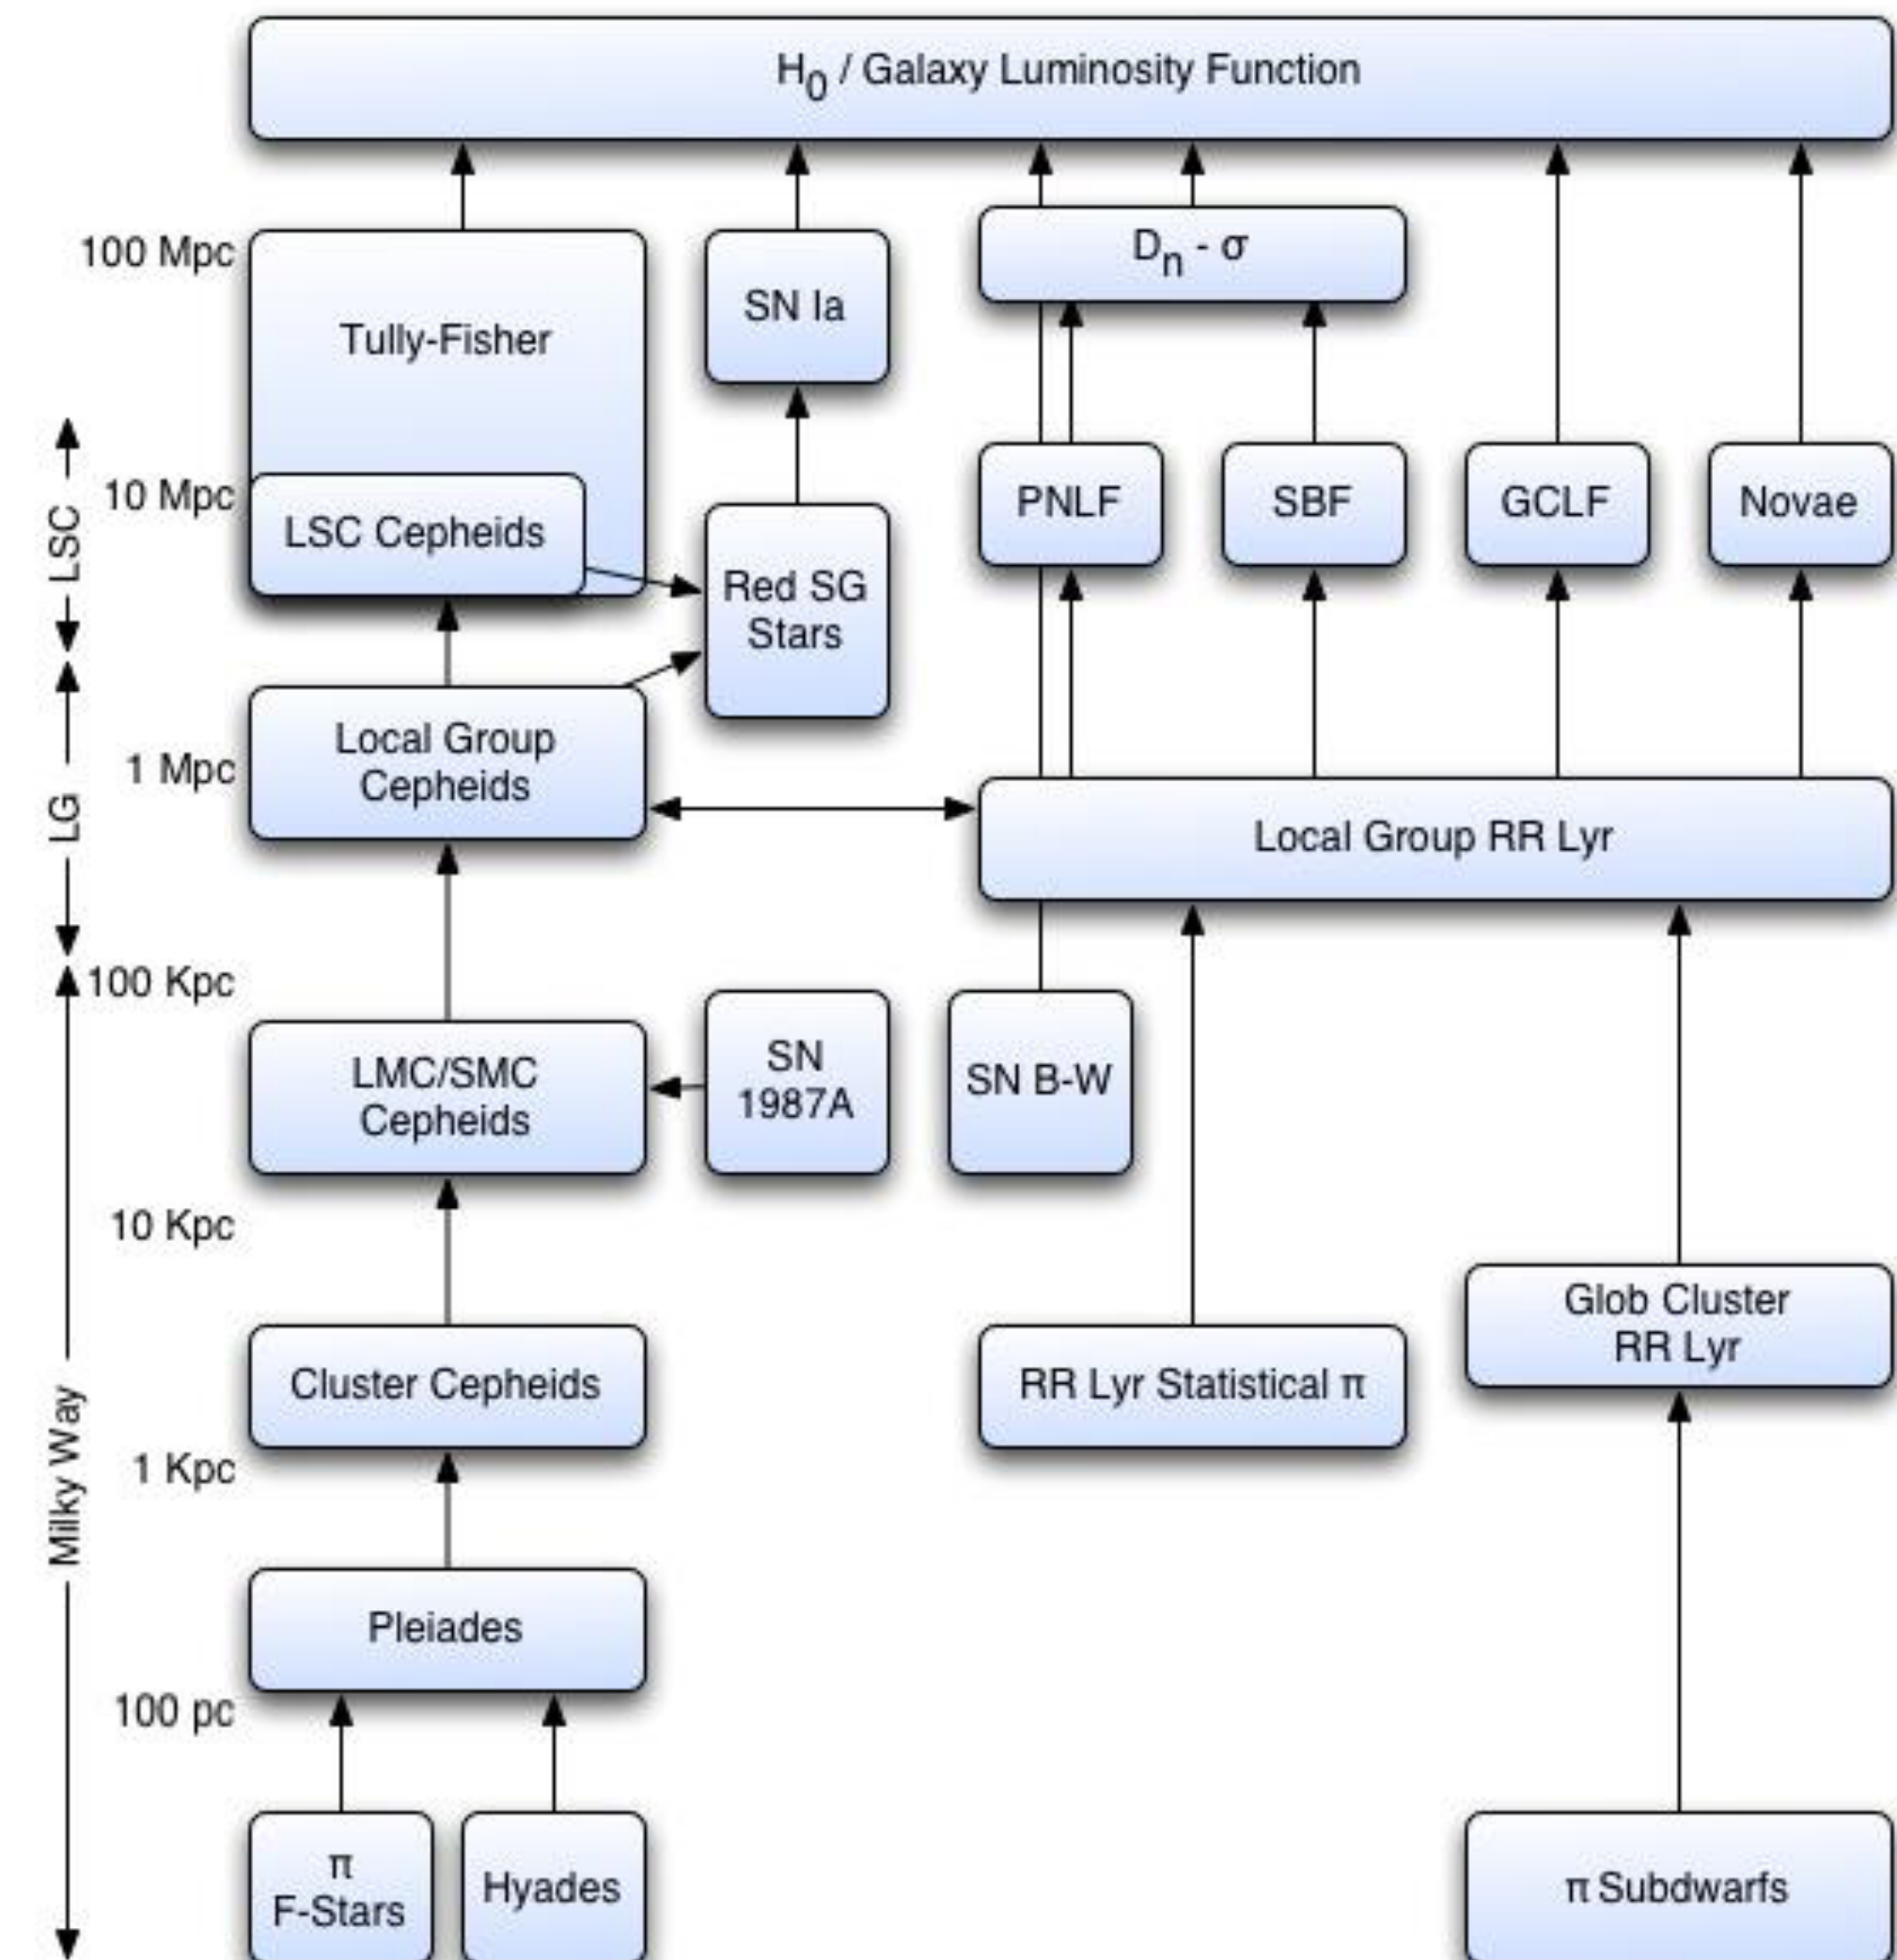 H0 / Galaxy Luminosity Function
100 Mpc
Tully-Fisher
SN Ia
Dn - σ
LSC
10 Mpc
LSC Cepheids
Red SG
Stars
PNLF
SBF
GCLF
Novae
LG
1 Mpc
Local Group
Cepheids
Local Group RR Lyr
100 Kpc
LMC/SMC
Cepheids
SN
1987A
SN B-W
10 Kpc
Milky Way
Cluster Cepheids
RR Lyr Statistical π
Glob Cluster
RR Lyr
1 Kpc
Pleiades
100 pc
π
F-Stars
Hyades
π Subdwarfs